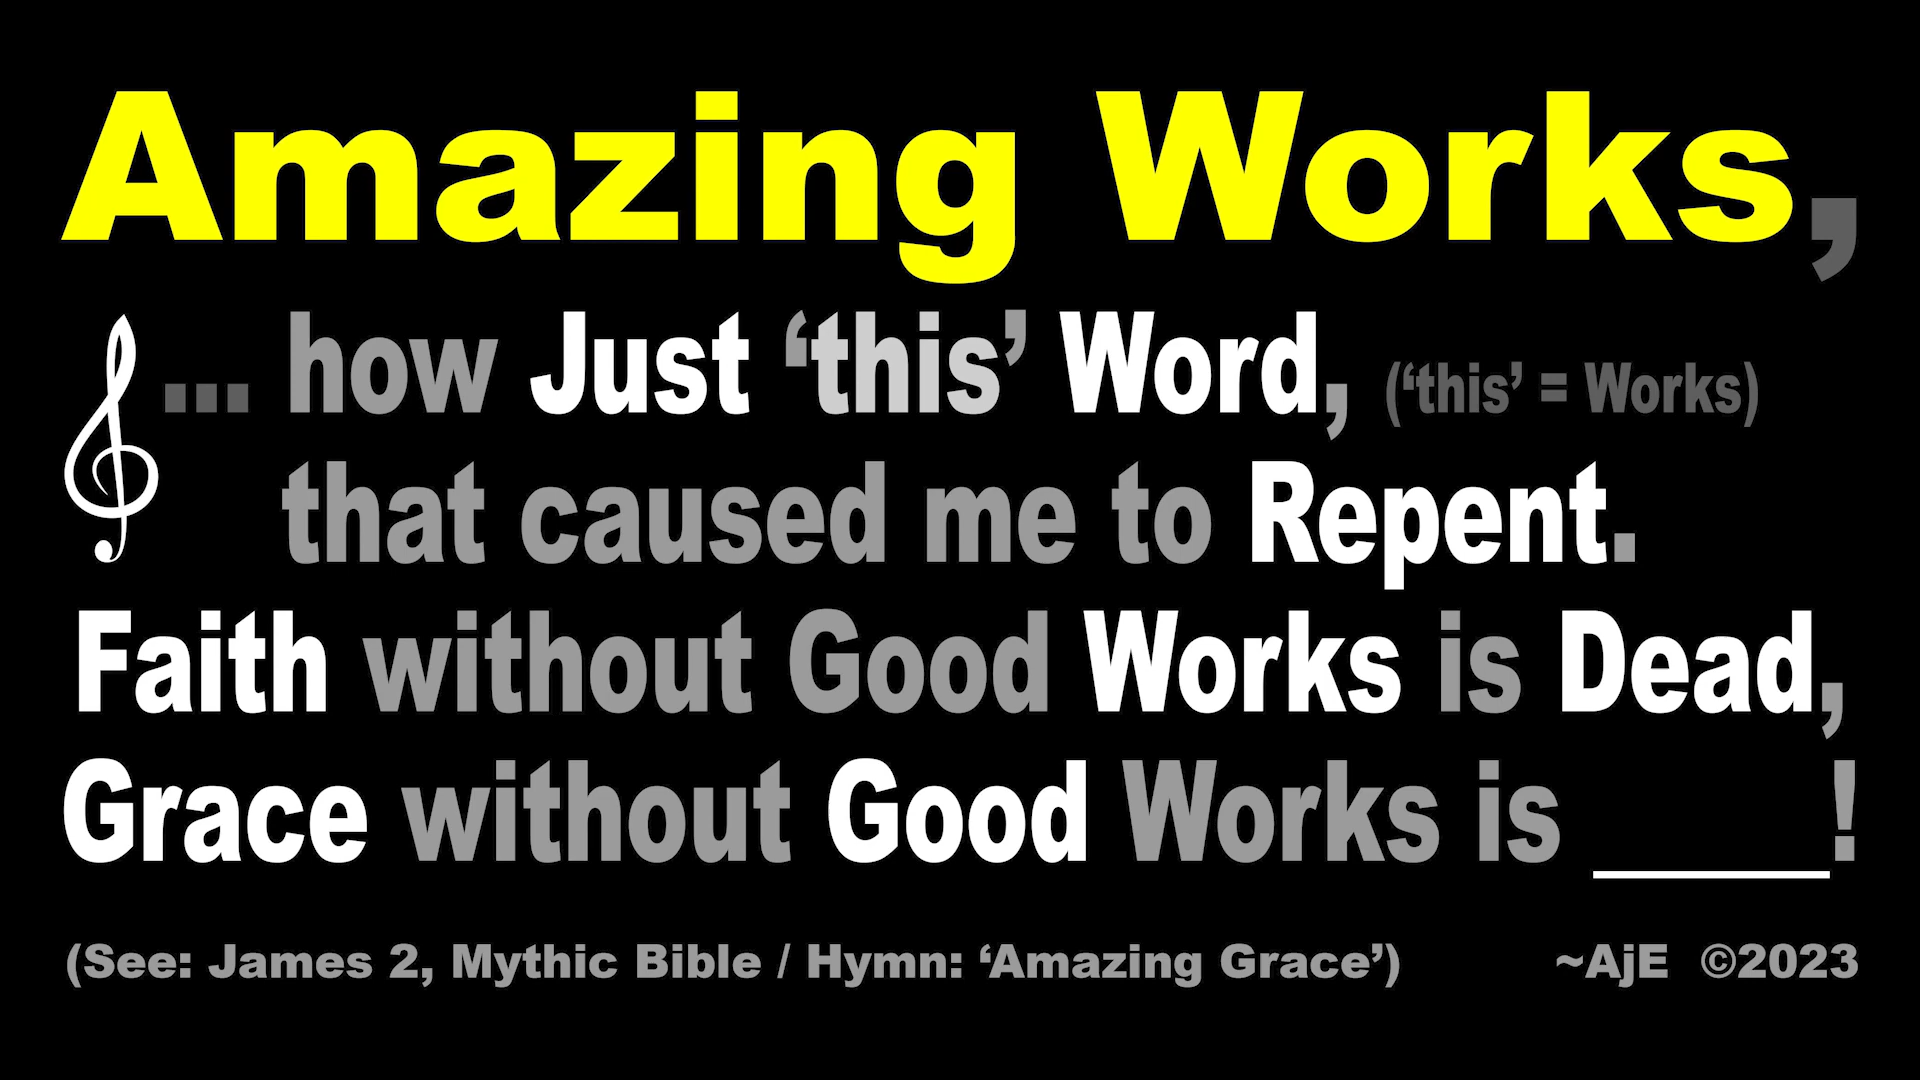 Amazing Works,
... how Just ‘this’ Word, (‘this’ = Works)
that caused me to Repent.
Faith without Good Works is Dead,
Grace without Good Works is _____!
(See: James 2, Mythic Bible / Hymn: ‘Amazing Grace’) ~AjE ©2023